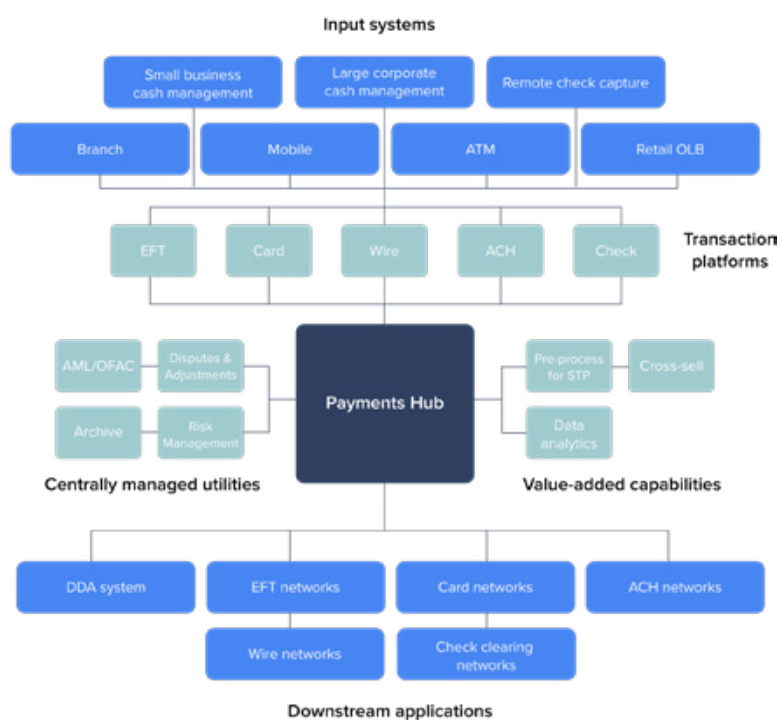 Input systems
Small business
cash management
Large corporate
cash management
Remote check capture
Branch
Mobile
ATM
Retail OLB
EFT
Card
Wire
ACH
Check
Transaction
platforms
AML/OFAC
Disputes &
Adjustments
Archive
Risk
Management
Centrally managed utilities
Payments Hub
Pre-process
for STP
Cross-sell
Data
analytics
Value-added capabilities
DDA system
EFT networks
Card networks
ACH networks
Wire networks
Check clearing
networks
Downstream applications